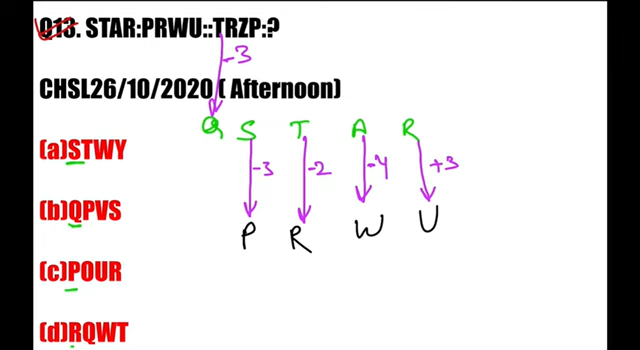 Q13. STAR:PRWU::TRZP:?
-3
CHSL26/10/2020 ( Afternoon)
Q S T A R
(a)STWY
-3 -2 -4 +3
(b)QPVS
P R W U
(c)POUR
(d)RQWT